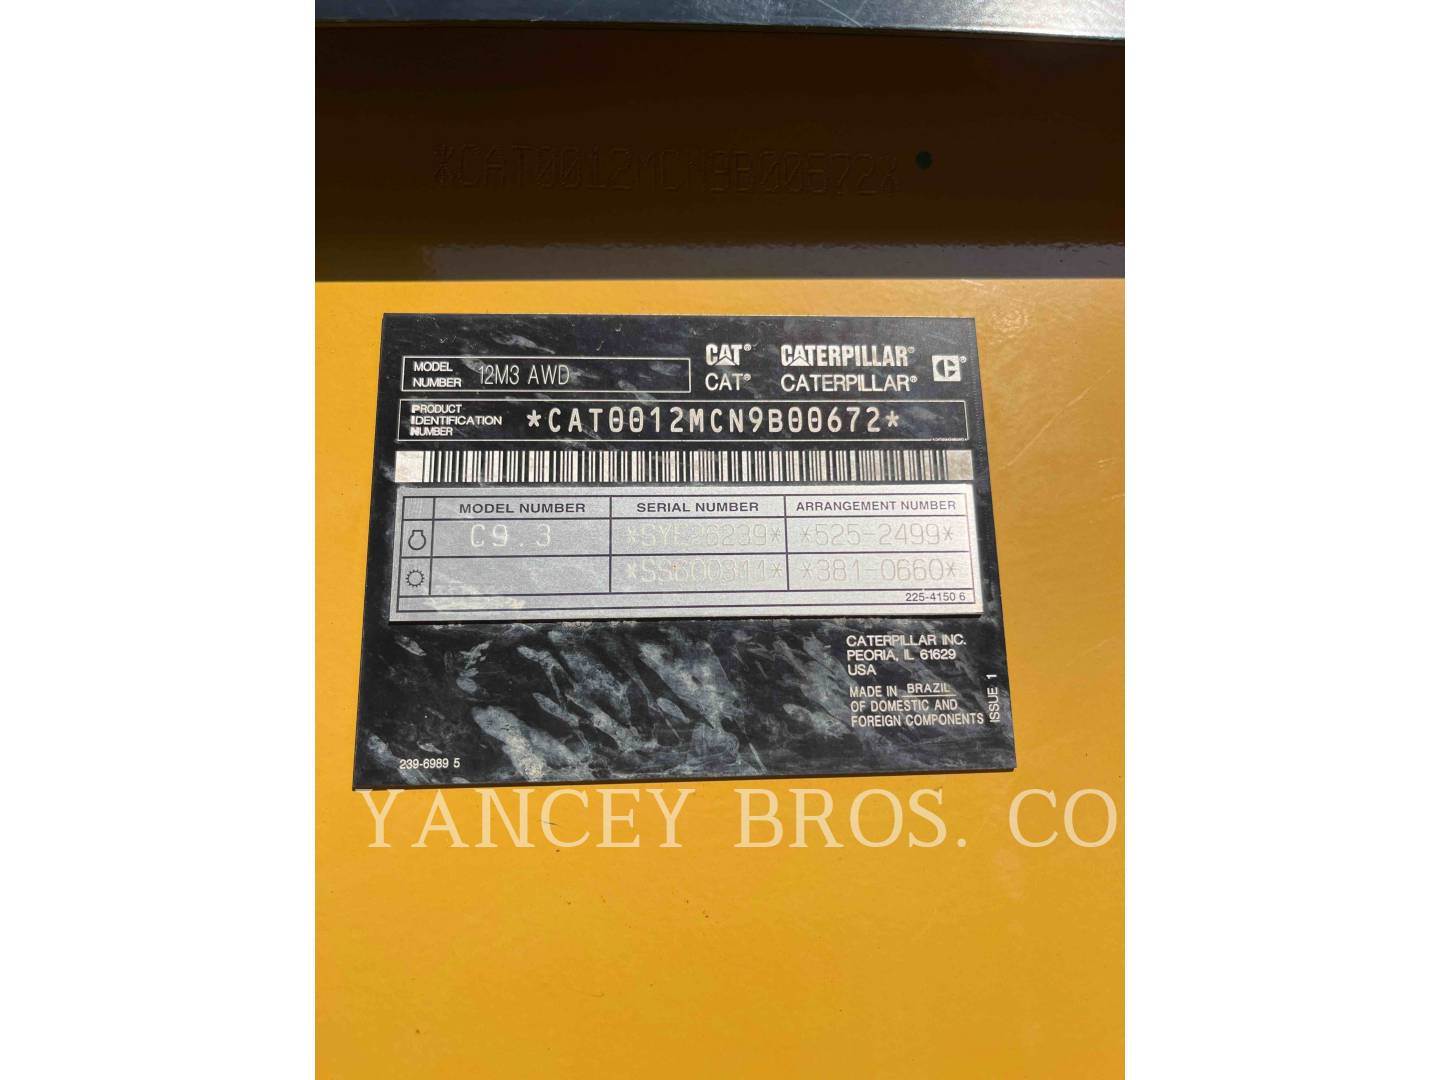 *CAT0012MCN9B00672*
MODEL NUMBER 12M3 AWD
CAT® CATERPILLAR®
CAT® CATERPILLAR®
PRODUCT IDENTIFICATION NUMBER *CAT0012MCN9B00672*
MODEL NUMBER SERIAL NUMBER ARRANGEMENT NUMBER
C9.3 *525-2499*
*381-0660*
225-4150 6
CATERPILLAR INC.
PEORIA, IL 61629
USA
MADE IN BRAZIL
OF DOMESTIC AND
FOREIGN COMPONENTS
ISSUE 1
239-6989 5
YANCEY BROS. CO